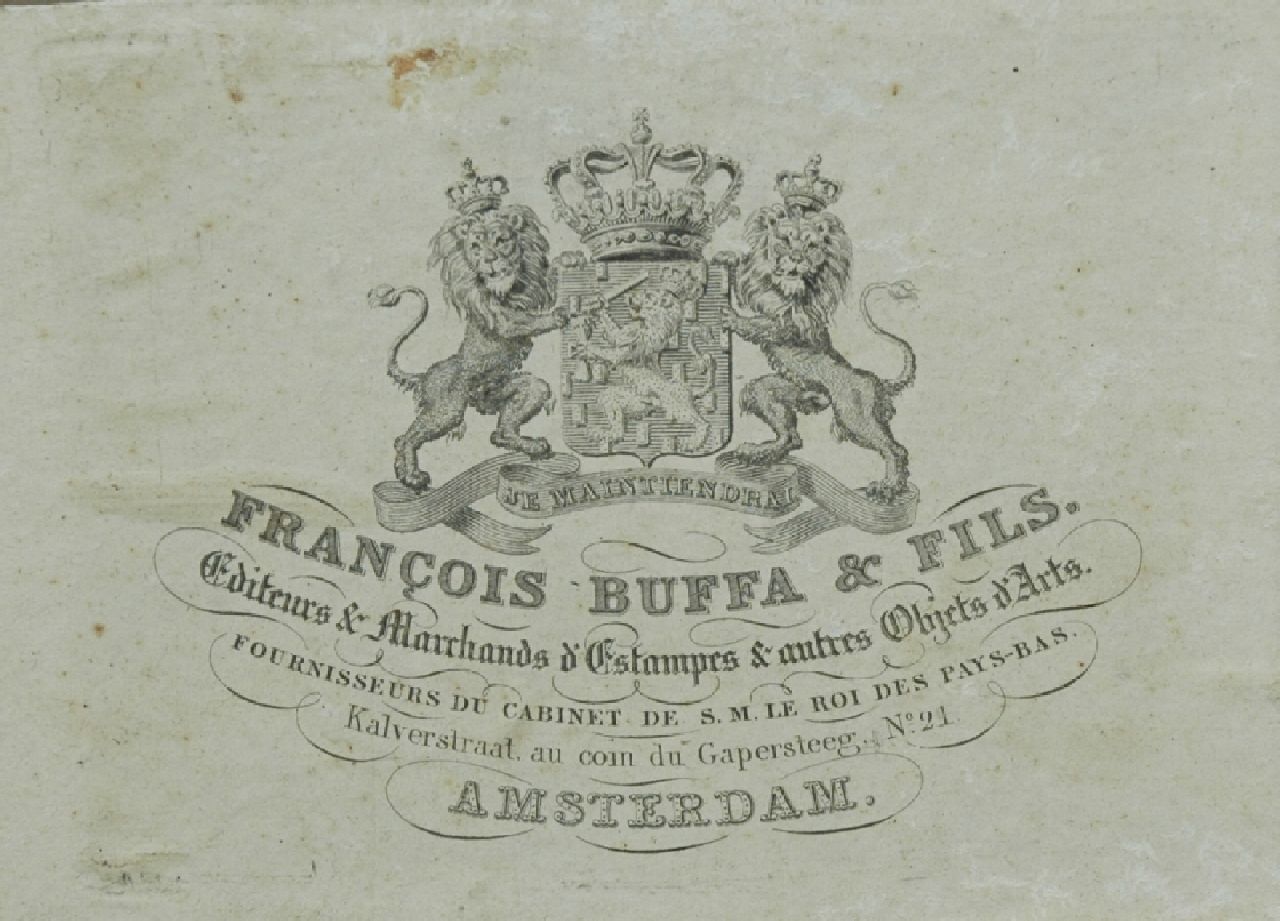 JE MAINTIENDRAI
FRANÇOIS BUFFA & FILS.
Editeurs & Marchands d'Estampes & autres Objets d'Arts.
FOURNISSEURS DU CABINET DE S.M. LE ROI DES PAYS-BAS.
Kalverstraat, au coin du Gapersteeg, Nº 21.
AMSTERDAM.